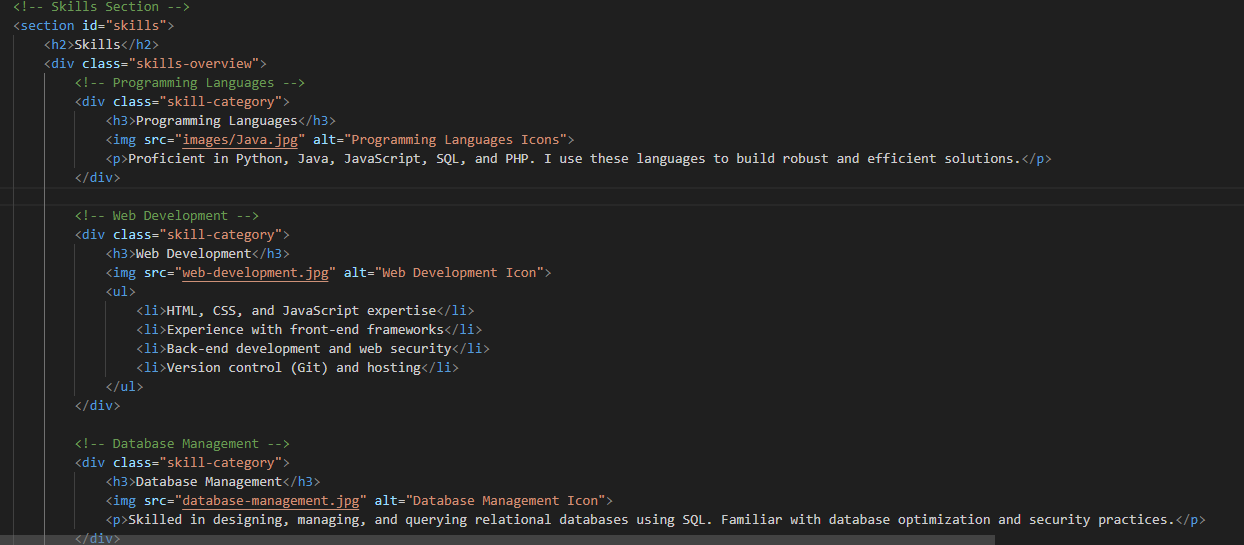 <!-- Skills Section -->
<section id="skills">
    <h2>Skills</h2>
    <div class="skills-overview">
        <!-- Programming Languages -->
        <div class="skill-category">
            <h3>Programming Languages</h3>
            <img src="images/Java.jpg" alt="Programming Languages Icons">
            <p>Proficient in Python, Java, JavaScript, SQL, and PHP. I use these languages to build robust and efficient solutions.</p>
        </div>

        <!-- Web Development -->
        <div class="skill-category">
            <h3>Web Development</h3>
            <img src="web-development.jpg" alt="Web Development Icon">
            <ul>
                <li>HTML, CSS, and JavaScript expertise</li>
                <li>Experience with front-end frameworks</li>
                <li>Back-end development and web security</li>
                <li>Version control (Git) and hosting</li>
            </ul>
        </div>

        <!-- Database Management -->
        <div class="skill-category">
            <h3>Database Management</h3>
            <img src="database-management.jpg" alt="Database Management Icon">
            <p>Skilled in designing, managing, and querying relational databases using SQL. Familiar with database optimization and security practices.</p>
        </div>